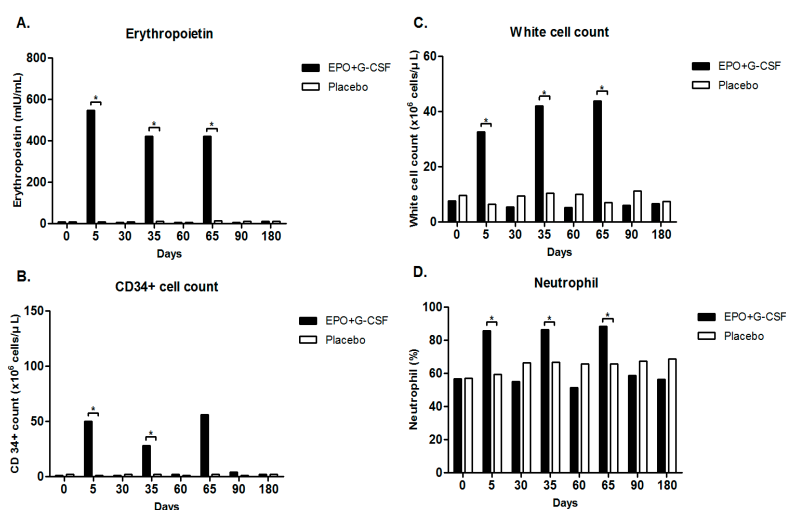 A.
Erythropoietin
Erythropoietin (mIU/mL)
800
600
400
200
0
* * *
EPO+G-CSF
Placebo
0 5 30 35 60 65 90 180
Days
B.
CD34+ cell count
CD 34+ count (x10⁶ cells/µ L)
150
100
50
0
* *
EPO+G-CSF
Placebo
0 5 30 35 60 65 90 180
Days
C.
White cell count
White cell count (x10⁶ cells/µ L)
60
40
20
0
* * *
EPO+G-CSF
Placebo
0 5 30 35 60 65 90 180
Days
D.
Neutrophil
Neutrophil (%)
100
80
60
40
20
0
* * *
EPO+G-CSF
Placebo
0 5 30 35 60 65 90 180
Days